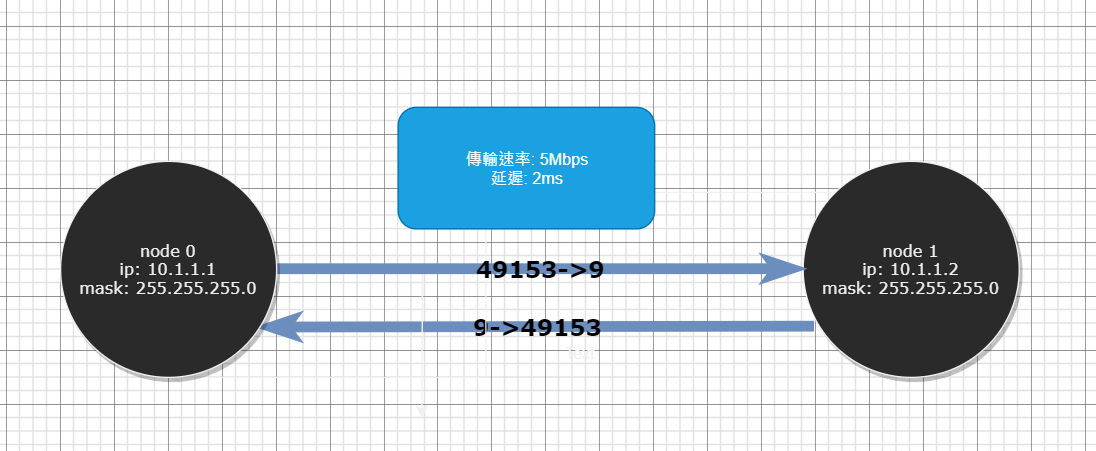 傳輸速率: 5Mbps
延遲: 2ms
node 0
ip: 10.1.1.1
mask: 255.255.255.0
node 1
ip: 10.1.1.2
mask: 255.255.255.0
49153->9
9->49153